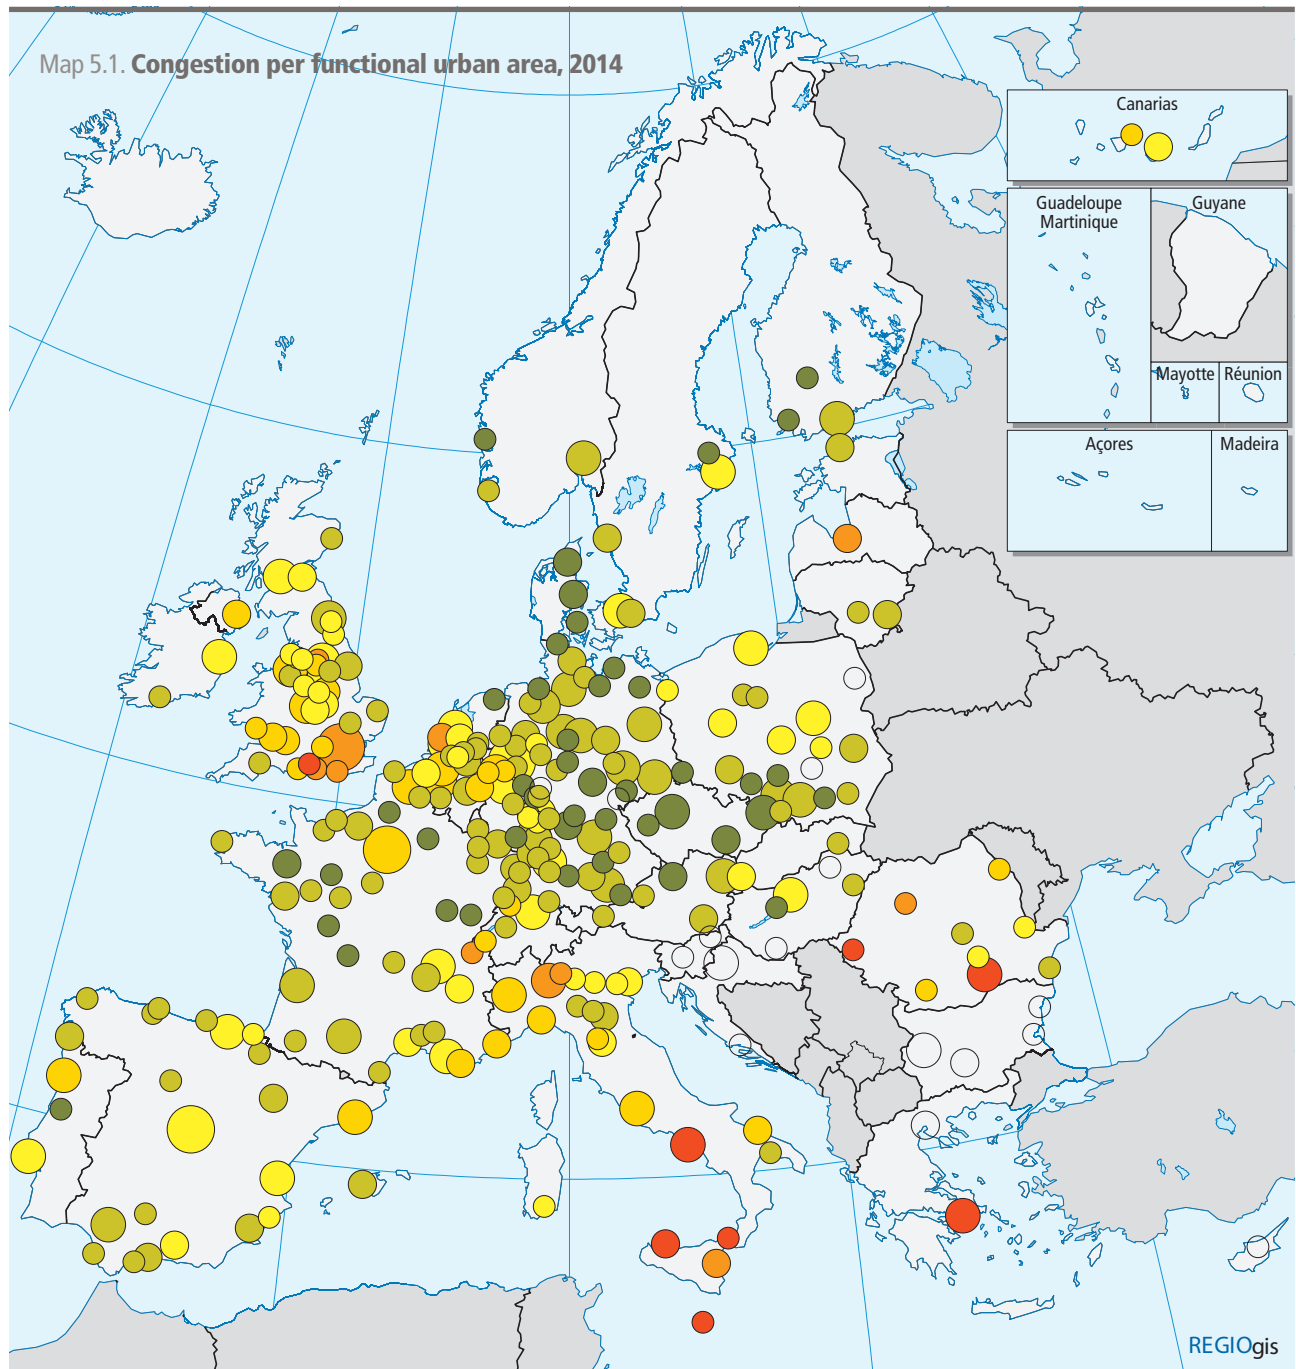 Map 5.1. Congestion per functional urban area, 2014
Canarias
Guadeloupe
Martinique
Guyane
Mayotte
Réunion
Açores
Madeira
REGIOgis